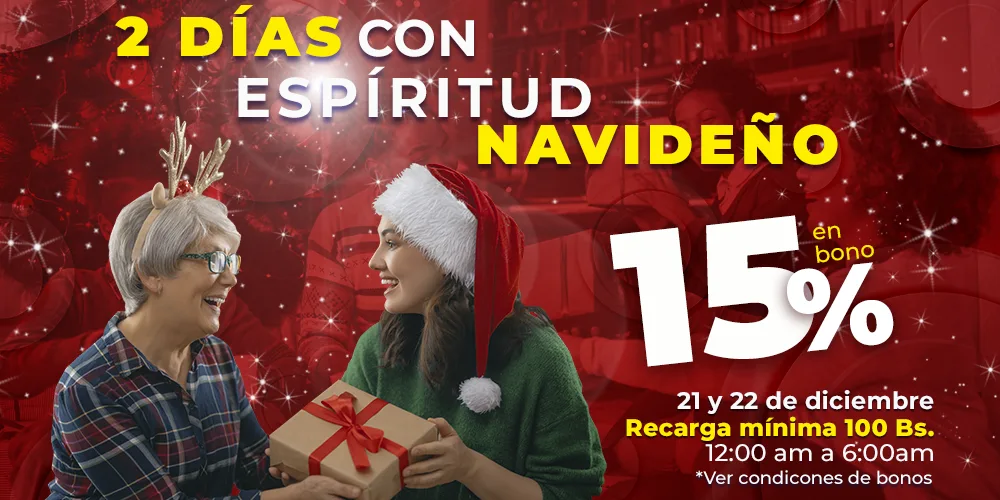 2 DÍAS CON
ESPÍRITUD
NAVIDEÑO
15%
en
bono
21 y 22 de diciembre
Recarga mínima 100 Bs.
12:00 am a 6:00am
*Ver condicones de bonos